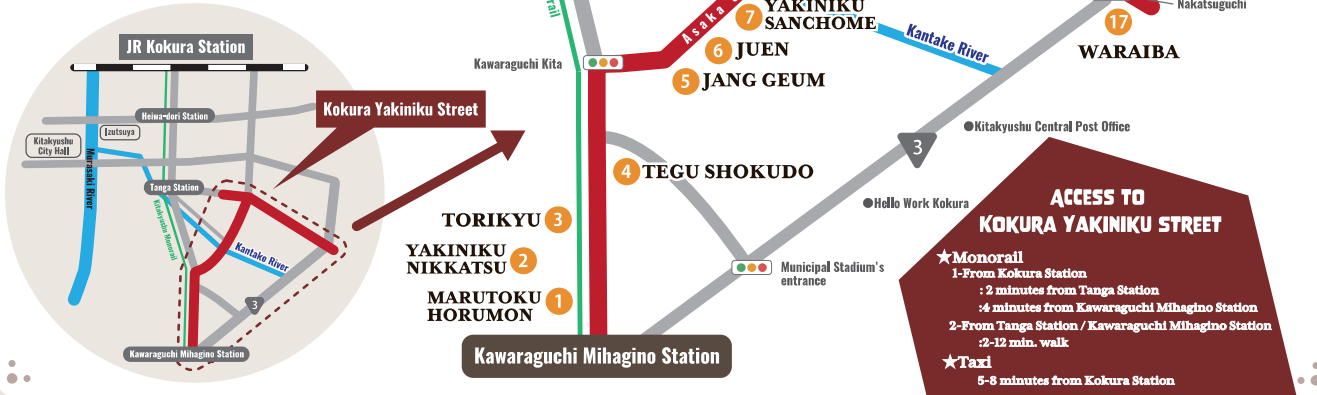 JR Kokura Station
Heiwa-dori Station
Izutsuya
Kitakyushu
City Hall
Murasaki River
Tanga Station
Kitakyushu Monorail
Kantake River
3
Kawaraguchi Mihagino Station
Kokura Yakiniku Street
rail
Kawaraguchi Kita
Asaka
7 YAKINIKU
SANCHOME
6 JUEN
5 JANG GEUM
4 TEGU SHOKUDO
TORIKYU 3
YAKINIKU
NIKKATSU 2
MARUTOKU
HORUMON 1
Kawaraguchi Mihagino Station
Kantake River
Nakatsuguchi
17
WARAIBA
3
Kitakyushu Central Post Office
Hello Work Kokura
Municipal Stadium's
entrance
ACCESS TO
KOKURA YAKINIKU STREET
★Monorail
1-From Kokura Station
: 2 minutes from Tanga Station
:4 minutes from Kawaraguchi Mihagino Station
2-From Tanga Station / Kawaraguchi Mihagino Station
:2-12 min. walk
★Taxi
5-8 minutes from Kokura Station